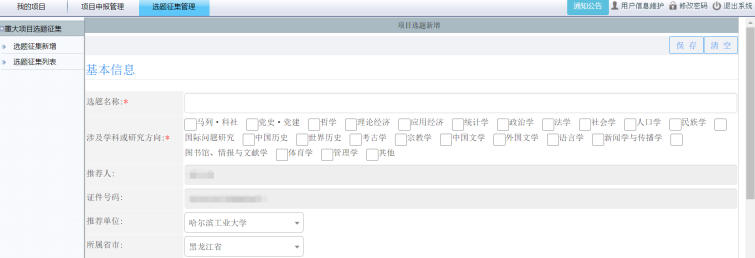 我的项目 项目申报管理 选题征集管理 通知公告 用户信息维护 修改密码 退出系统
重大项目选题征集
选题征集新增
选题征集列表
项目选题新增
保 存 清 空
基本信息
选题名称:*
涉及学科或研究方向:*
马列·科社 党史·党建 哲学 理论经济 应用经济 统计学 政治学 法学 社会学 人口学 民族学
国际问题研究 中国历史 世界历史 考古学 宗教学 中国文学 外国文学 语言学 新闻学与传播学
图书馆、情报与文献学 体育学 管理学 其他
推荐人:
证件号码:
推荐单位: 哈尔滨工业大学
所属省市: 黑龙江省